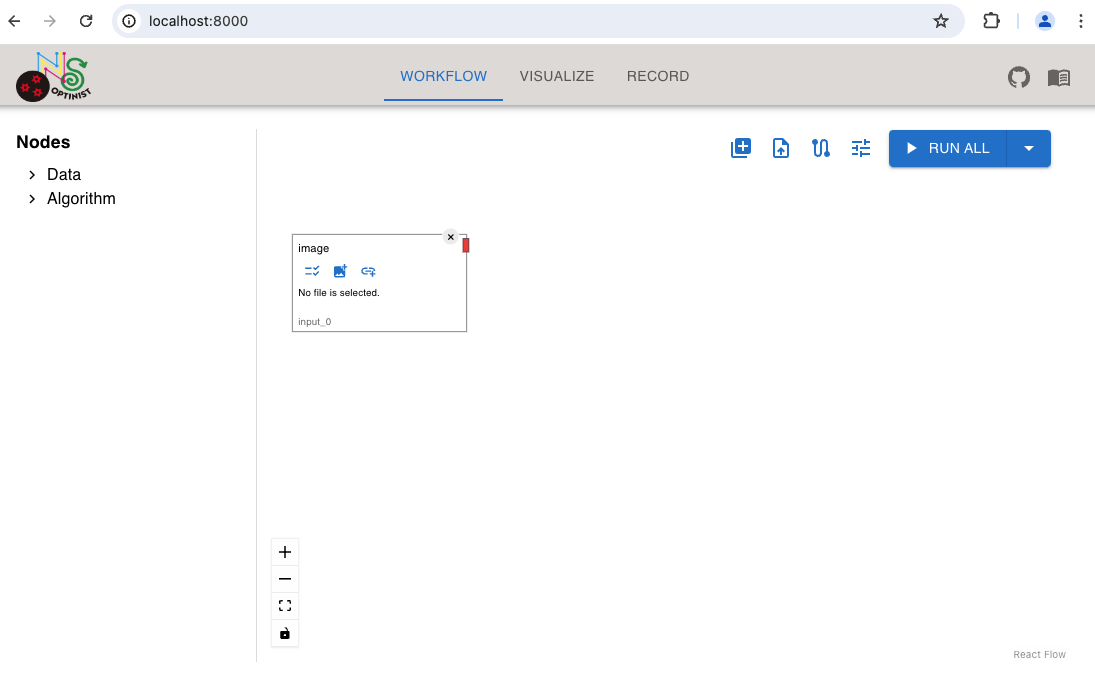 localhost:8000
NS
OPTINIST
WORKFLOW
VISUALIZE
RECORD
Nodes
Data
Algorithm
RUN ALL
image
No file is selected.
input_0
React Flow